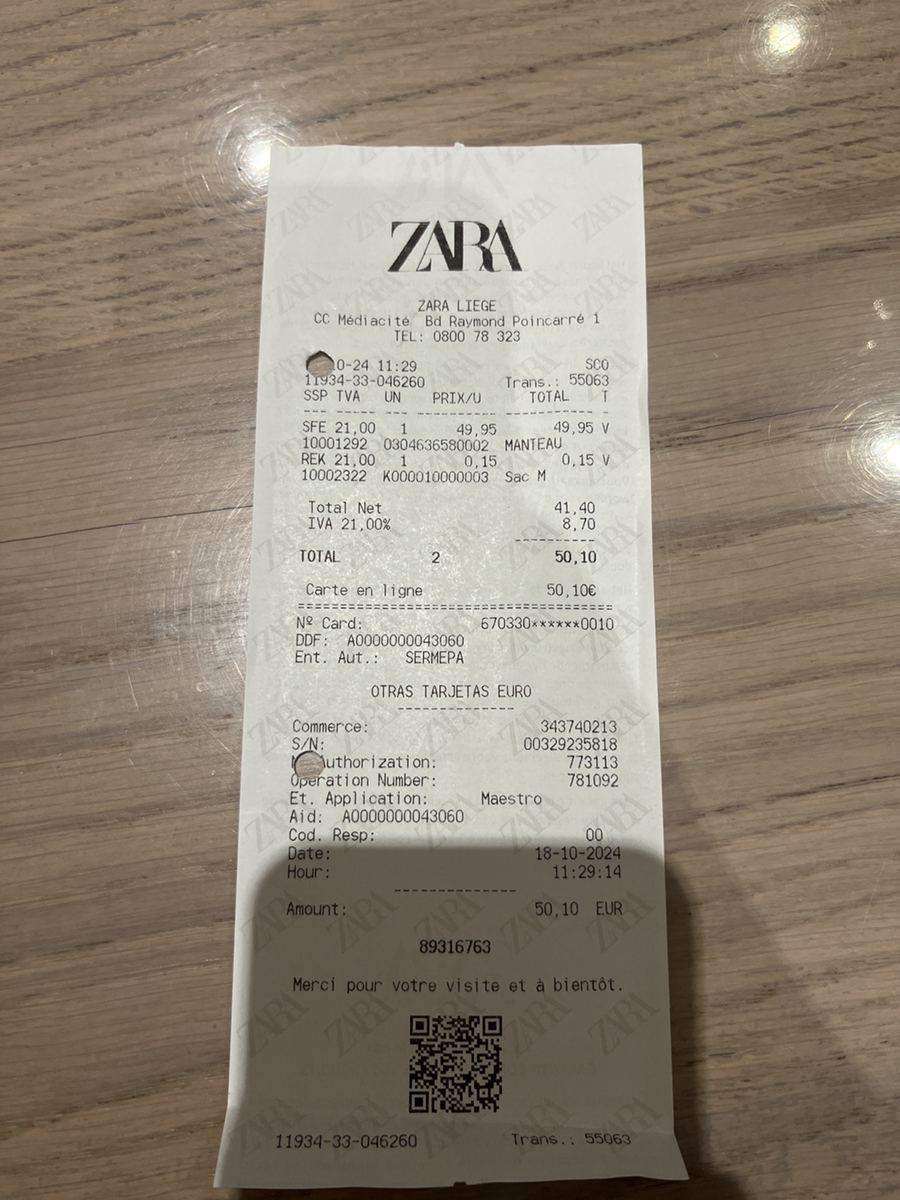 ZARA
ZARA LIEGE
CC Médiacité Bd Raymond Poincarré 1
TEL: 0800 78 323
0-24 11:29 SCO
11934-33-046260 Trans.: 55063
SSP TVA UN PRIX/U TOTAL T
SFE 21,00 1 49,95 49,95 V
10001292 0304636580002 MANTEAU
REK 21,00 1 0,15 0,15 V
10002322 K000010000003 Sac M
Total Net 41,40
IVA 21,00% 8,70
TOTAL 2 50,10
Carte en ligne 50,10€
Nº Card: 670330******0010
DDF: A0000000043060
Ent. Aut.: SERMEPA
OTRAS TARJETAS EURO
Commerce: 343740213
S/N: 00329235818
uthorization: 773113
Operation Number: 781092
Et. Application: Maestro
Aid: A0000000043060
Cod. Resp: 00
Date: 18-10-2024
Hour: 11:29:14
Amount: 50,10 EUR
89316763
Merci pour votre visite et à bientôt.
11934-33-046260 Trans.: 55063